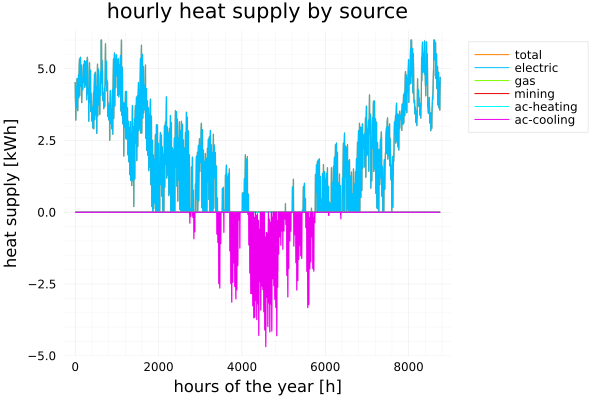 hourly heat supply by source
heat supply [kWh]
5.0
2.5
0.0
−2.5
−5.0
0
2000
4000
6000
8000
hours of the year [h]
total
electric
gas
mining
ac-heating
ac-cooling